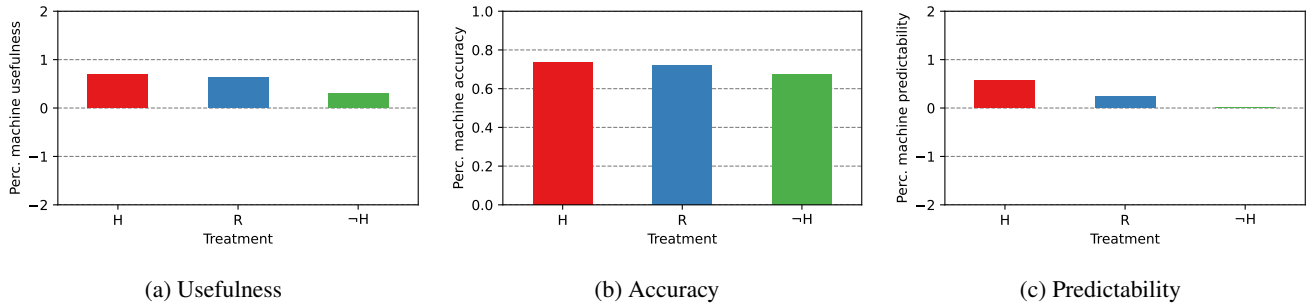 2
1
0
−1
−2
Perc. machine usefulness
H
R
¬H
Treatment
(a) Usefulness
1.0
0.8
0.6
0.4
0.2
0.0
Perc. machine accuracy
H
R
¬H
Treatment
(b) Accuracy
2
1
0
−1
−2
Perc. machine predictability
H
R
¬H
Treatment
(c) Predictability